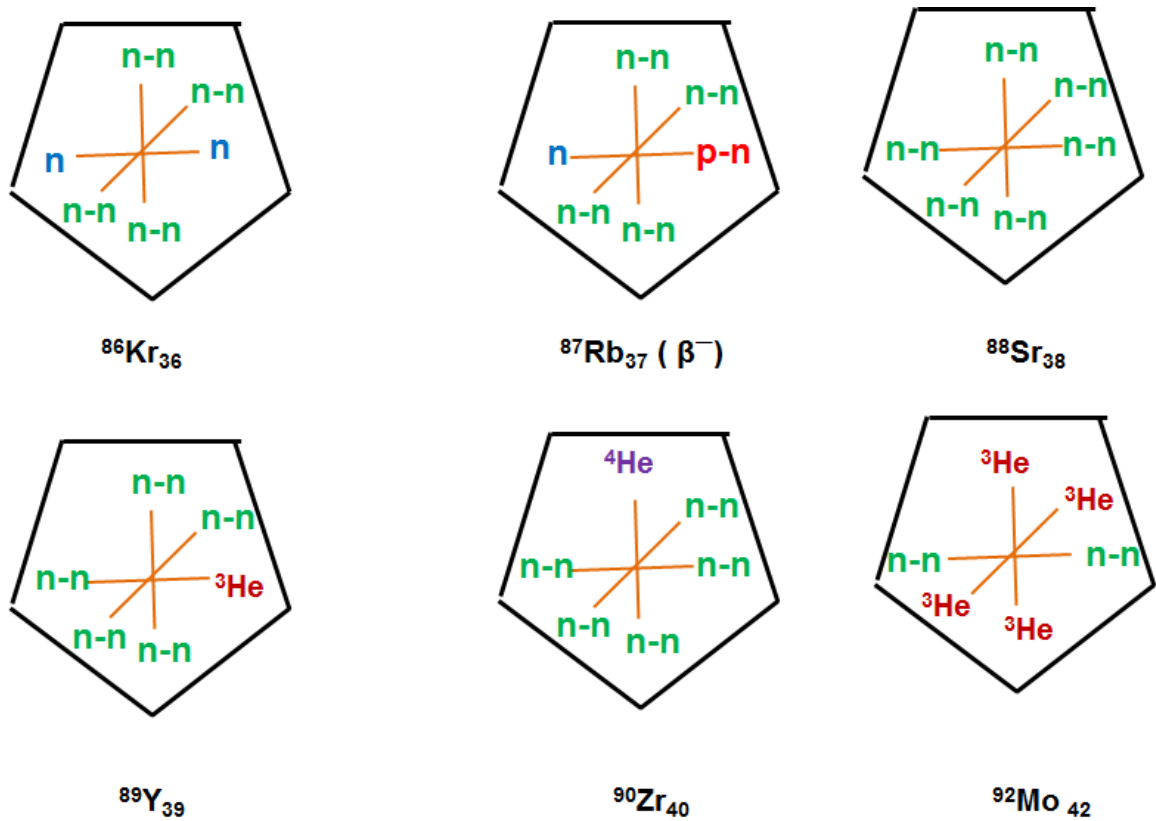 n-n
n-n
n
n
n-n
n-n
⁸⁶Kr₃₆
n-n
n-n
n
p-n
n-n
n-n
⁸⁷Rb₃₇ ( β⁻)
n-n
n-n
n-n
n-n
n-n
n-n
⁸⁸Sr₃₈
n-n
n-n
n-n
³He
n-n
n-n
⁸⁹Y₃₉
⁴He
n-n
n-n
n-n
n-n
n-n
⁹⁰Zr₄₀
³He
³He
n-n
n-n
³He
³He
⁹²Mo ₄₂